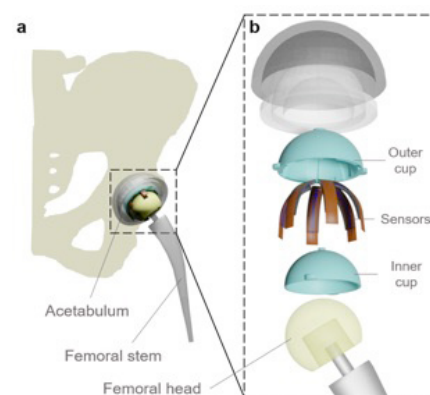 a
b
Outer
cup
Sensors
Inner
cup
Acetabulum
Femoral stem
Femoral head